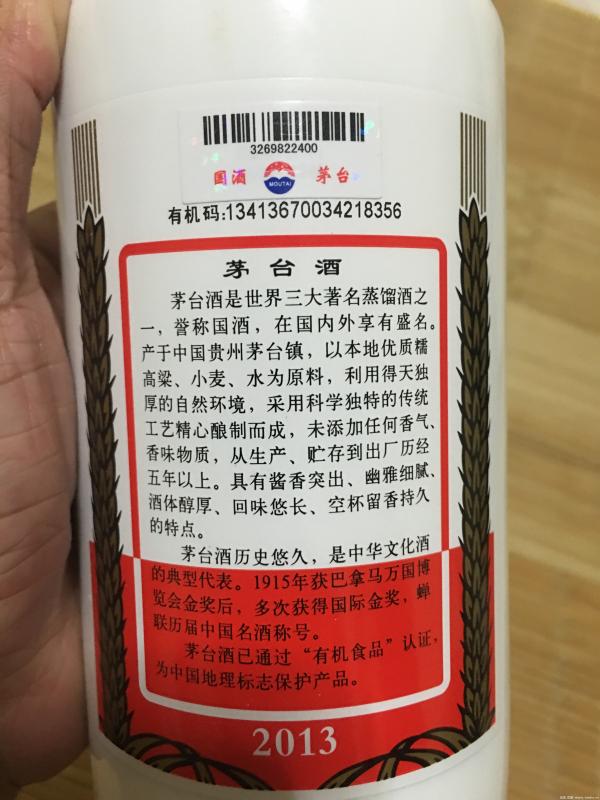 3269822400
国酒 MOUTAI 茅台
有机码:13413670034218356
茅台酒
茅台酒是世界三大著名蒸馏酒之
一，誉称国酒，在国内外享有盛名。
产于中国贵州茅台镇，以本地优质糯
高粱、小麦、水为原料，利用得天独
厚的自然环境，采用科学独特的传统
工艺精心酿制而成，未添加任何香气、
香味物质，从生产、贮存到出厂历经
五年以上。具有酱香突出、幽雅细腻、
酒体醇厚、回味悠长、空杯留香持久
的特点。
茅台酒历史悠久，是中华文化酒
的典型代表。1915年获巴拿马万国博
览会金奖后，多次获得国际金奖，蝉
联历届中国名酒称号。
茅台酒已通过“有机食品”认证，
为中国地理标志保护产品。
2013